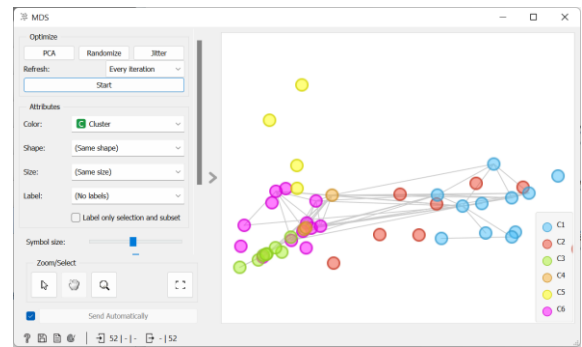 MDS
Optimize
PCA Randomize Jitter
Refresh: Every iteration
Start
Attributes
Color: C Cluster
Shape: (Same shape)
Size: (Same size)
Label: (No labels)
Label only selection and subset
Symbol size:
Zoom/Select
Send Automatically
? 52 | - | - - | 52
C1
C2
C3
C4
C5
C6